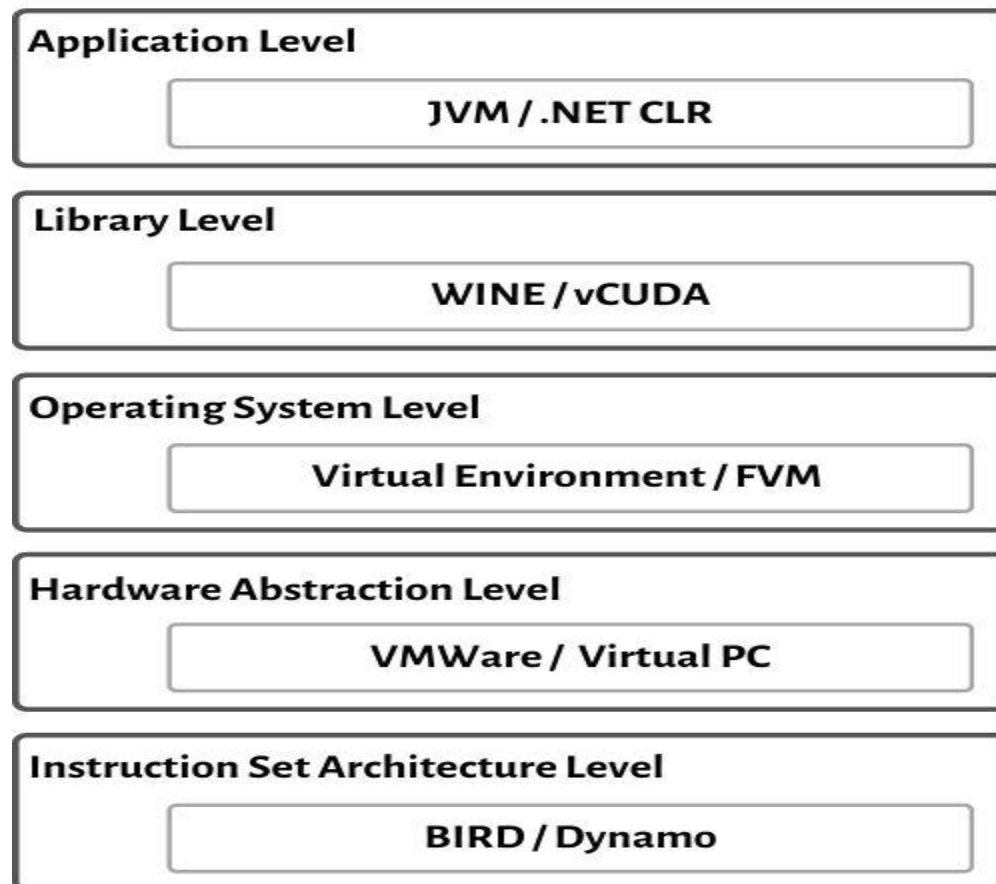 Application Level
JVM / .NET CLR
Library Level
WINE / vCUDA
Operating System Level
Virtual Environment / FVM
Hardware Abstraction Level
VMWare / Virtual PC
Instruction Set Architecture Level
BIRD / Dynamo